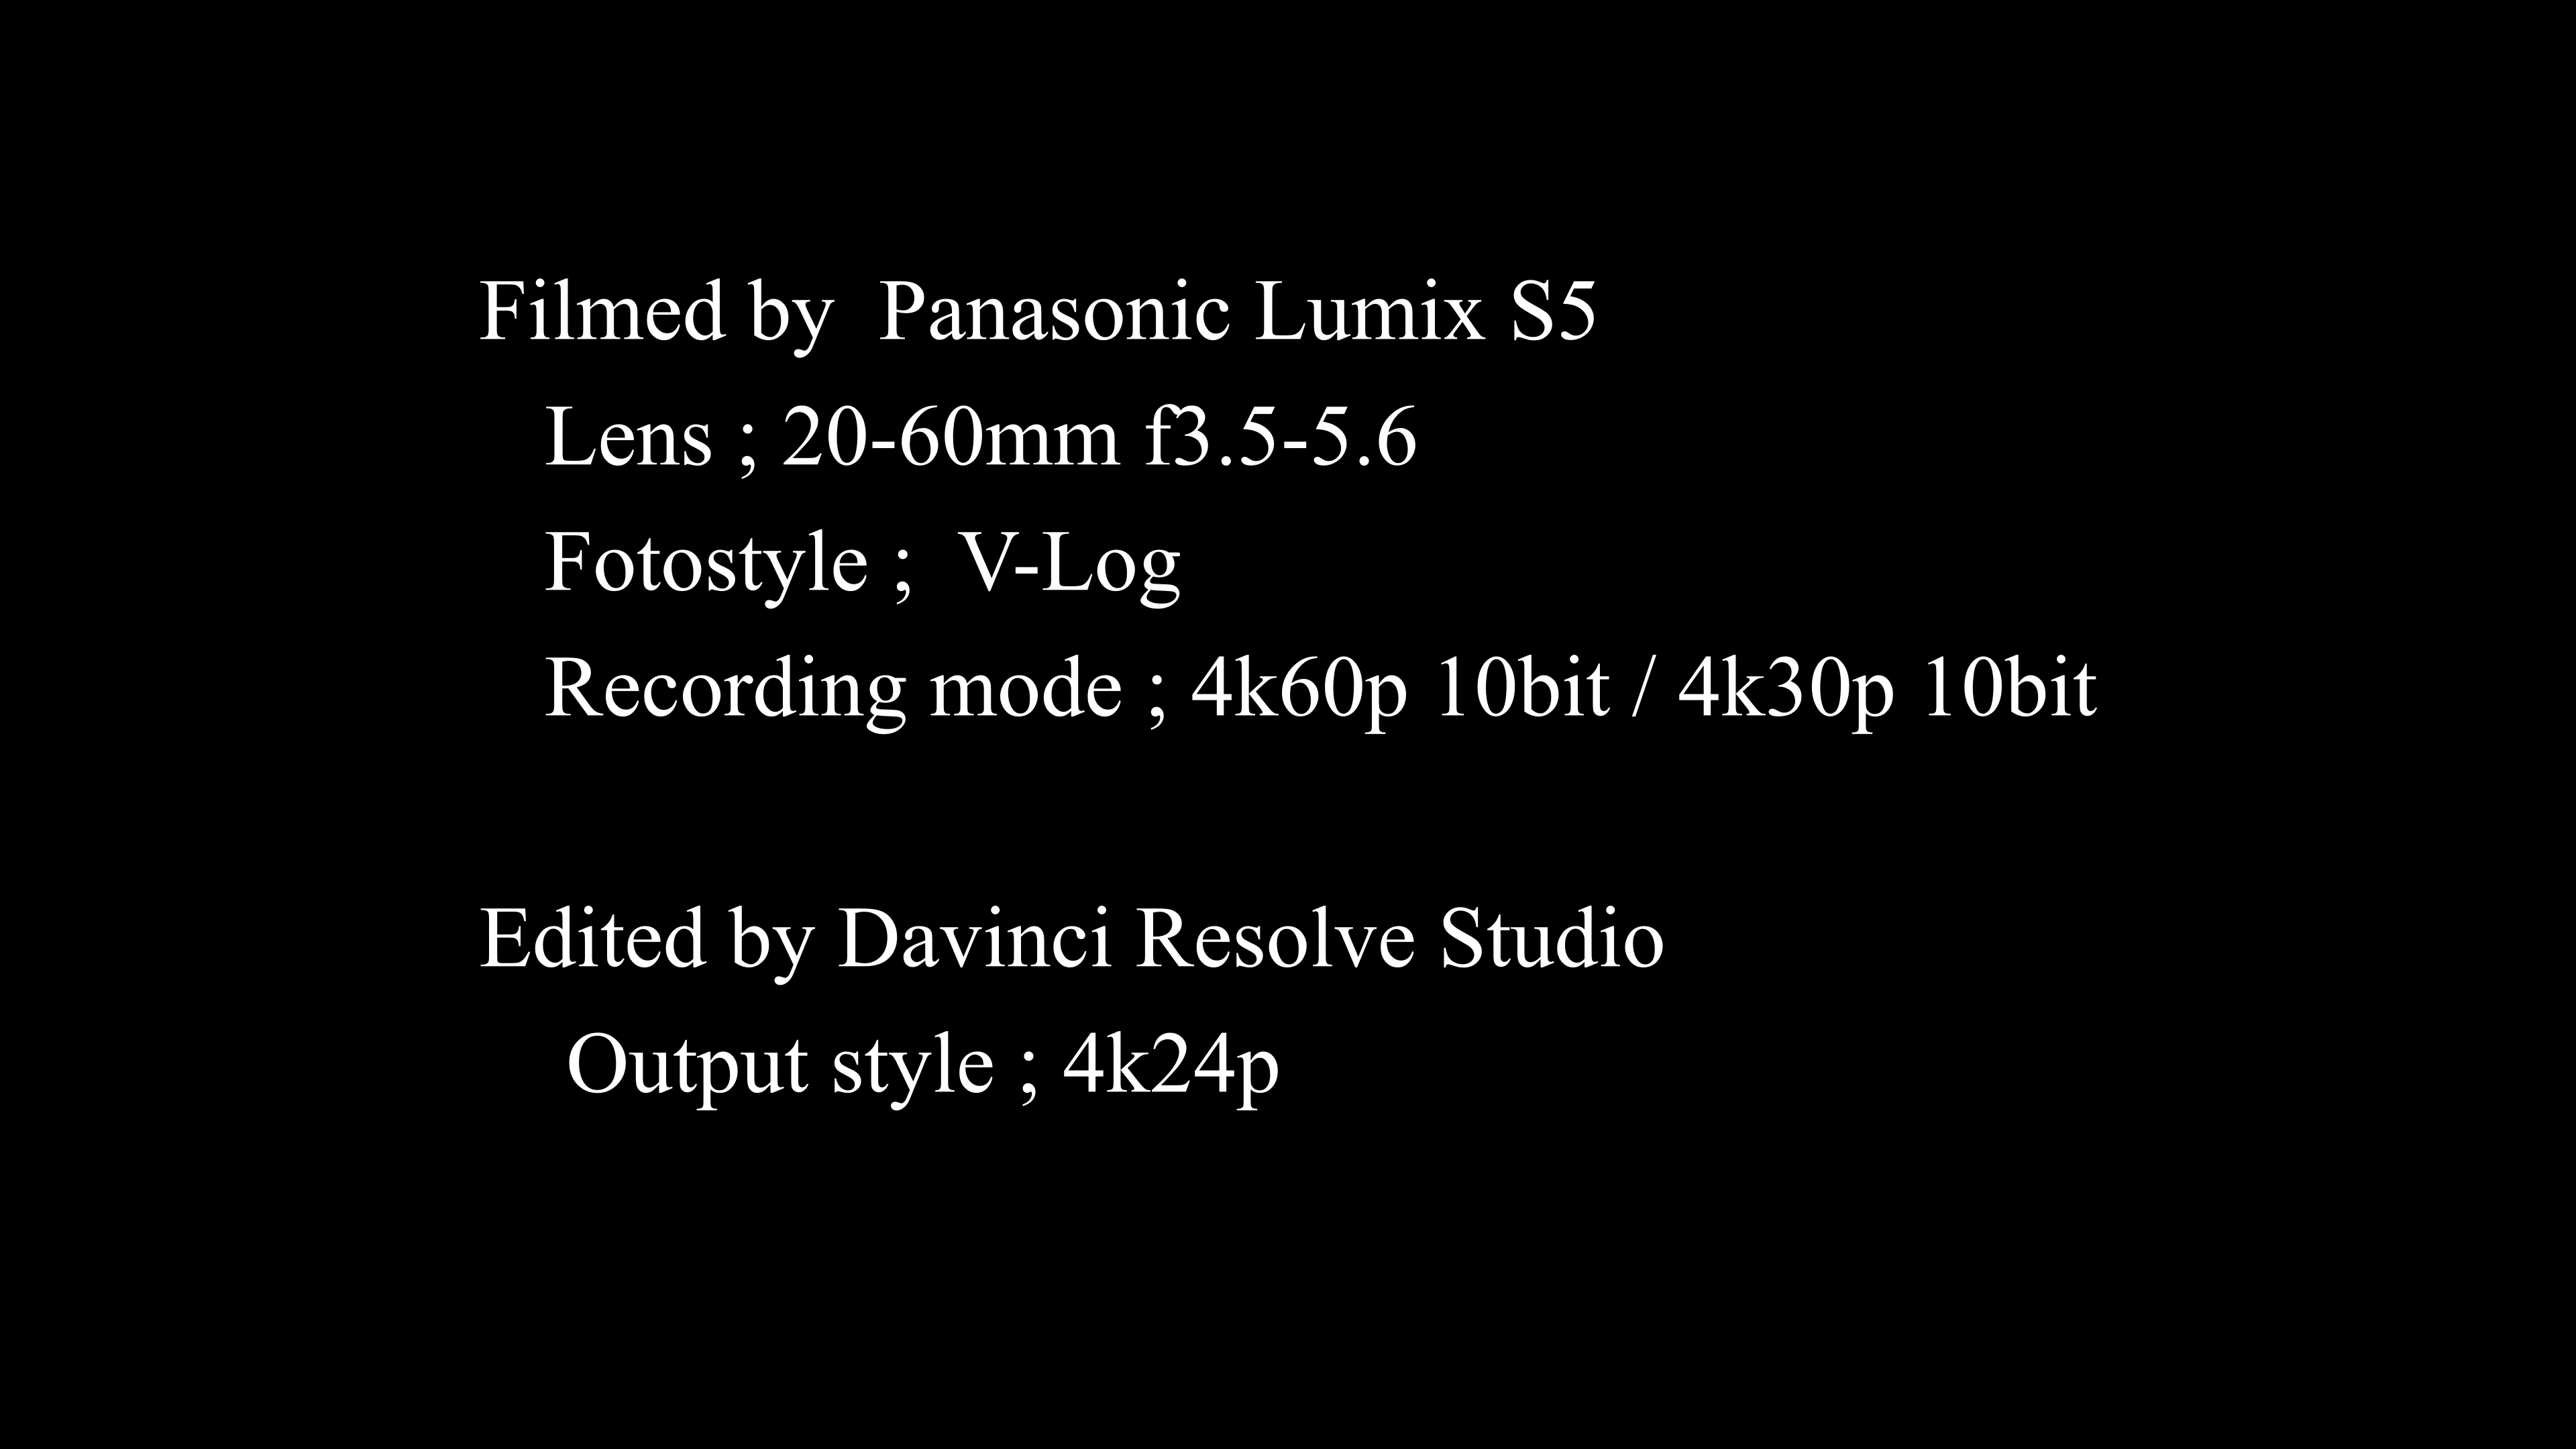 Filmed by  Panasonic Lumix S5
Lens ; 20-60mm f3.5-5.6
Fotostyle ;  V-Log
Recording mode ; 4k60p 10bit / 4k30p 10bit
Edited by Davinci Resolve Studio
Output style ; 4k24p